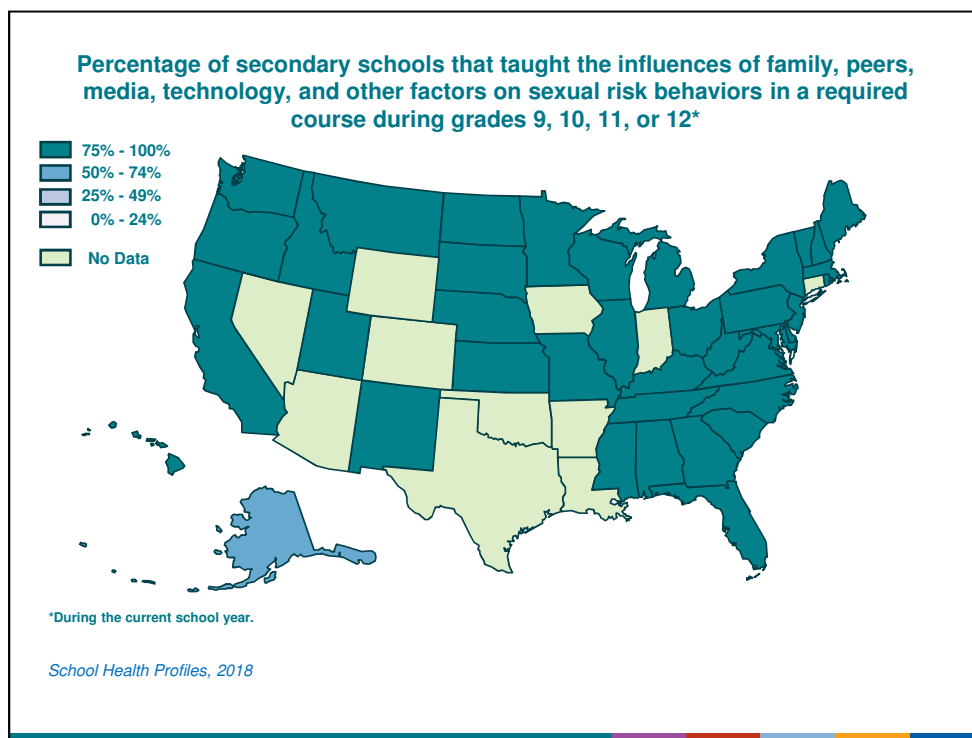 Percentage of secondary schools that taught the influences of family, peers,
media, technology, and other factors on sexual risk behaviors in a required
course during grades 9, 10, 11, or 12*
75% - 100%
50% - 74%
25% - 49%
0% - 24%
No Data
*During the current school year.
School Health Profiles, 2018